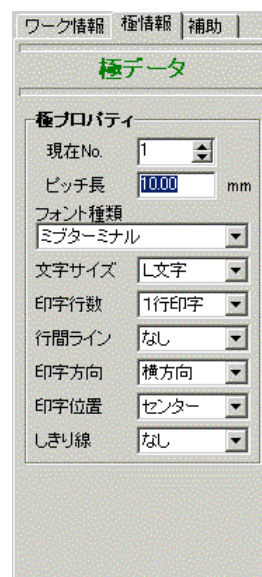 ワーク情報 極情報 補助
極データ
極プロパティ
現在No. 1
ピッチ長 10.00 mm
フォント種類
ミブターミナル
文字サイズ L文字
印字行数 1行印字
行間ライン なし
印字方向 横方向
印字位置 センター
しきり線 なし